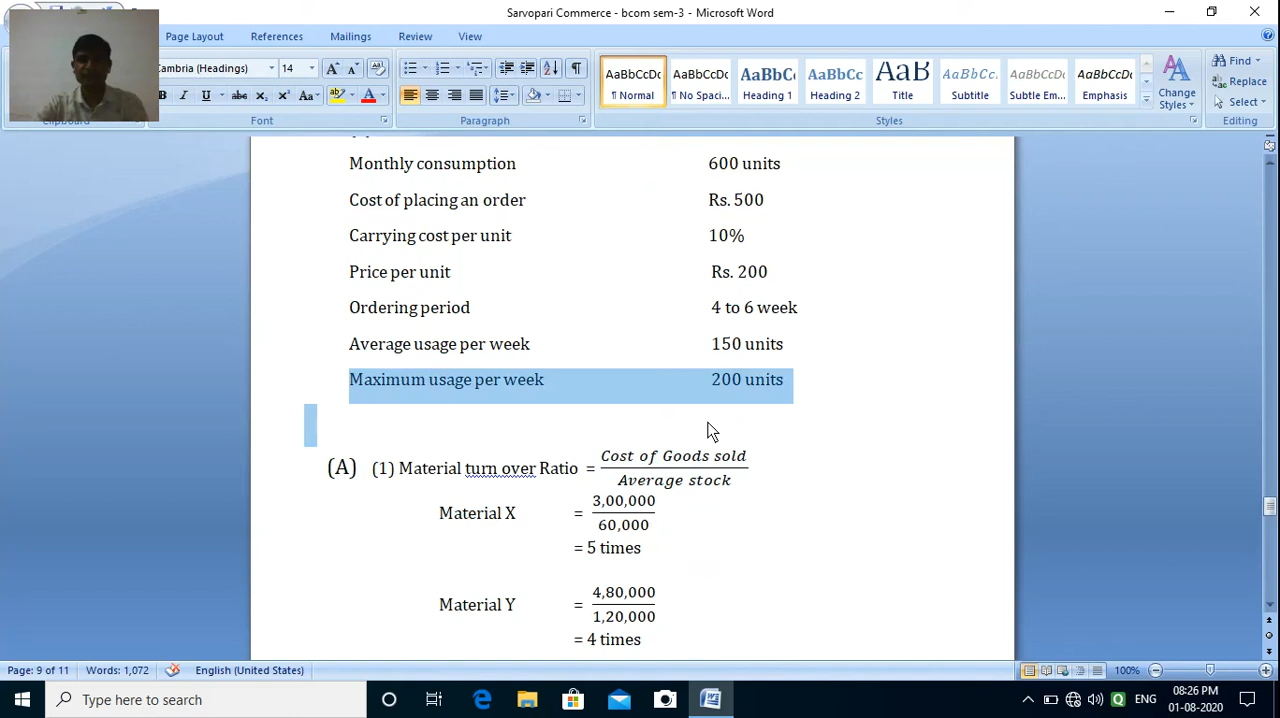 Sarvopari Commerce - bcom sem-3 - Microsoft Word
Page Layout References Mailings Review View
Cambria (Headings) 14 Aa
AaBbCcDc AaBbCcDc AaBbCc AaBbCc AaB AaBbCc. AaBbCcDc AaBbCcDc
¶ Normal ¶ No Spaci... Heading 1 Heading 2 Title Subtitle Subtle Em... Emphasis
Change Styles
Find
Replace
Select
Clipboard Font Paragraph Styles Editing
Monthly consumption 600 units
Cost of placing an order Rs. 500
Carrying cost per unit 10%
Price per unit Rs. 200
Ordering period 4 to 6 week
Average usage per week 150 units
Maximum usage per week 200 units
(A) (1) Material turn over Ratio = Cost of Goods sold
Average stock
Material X = 3,00,000
60,000
= 5 times
Material Y = 4,80,000
1,20,000
= 4 times
Page: 9 of 11 Words: 1,072 English (United States) 100%
Type here to search
ENG 08:26 PM
01-08-2020